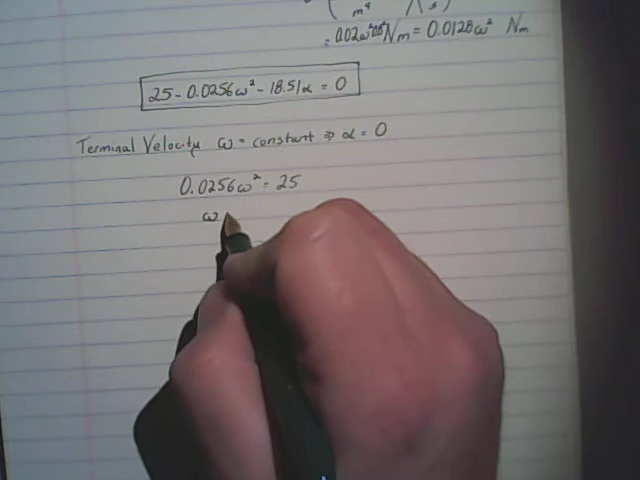 m⁴ s
= 0.02ω² Nm = 0.0128ω² Nm
25 - 0.0256ω² - 18.51α = 0
Terminal Velocity ω = constant ⇒ α = 0
0.0256ω² = 25
ω